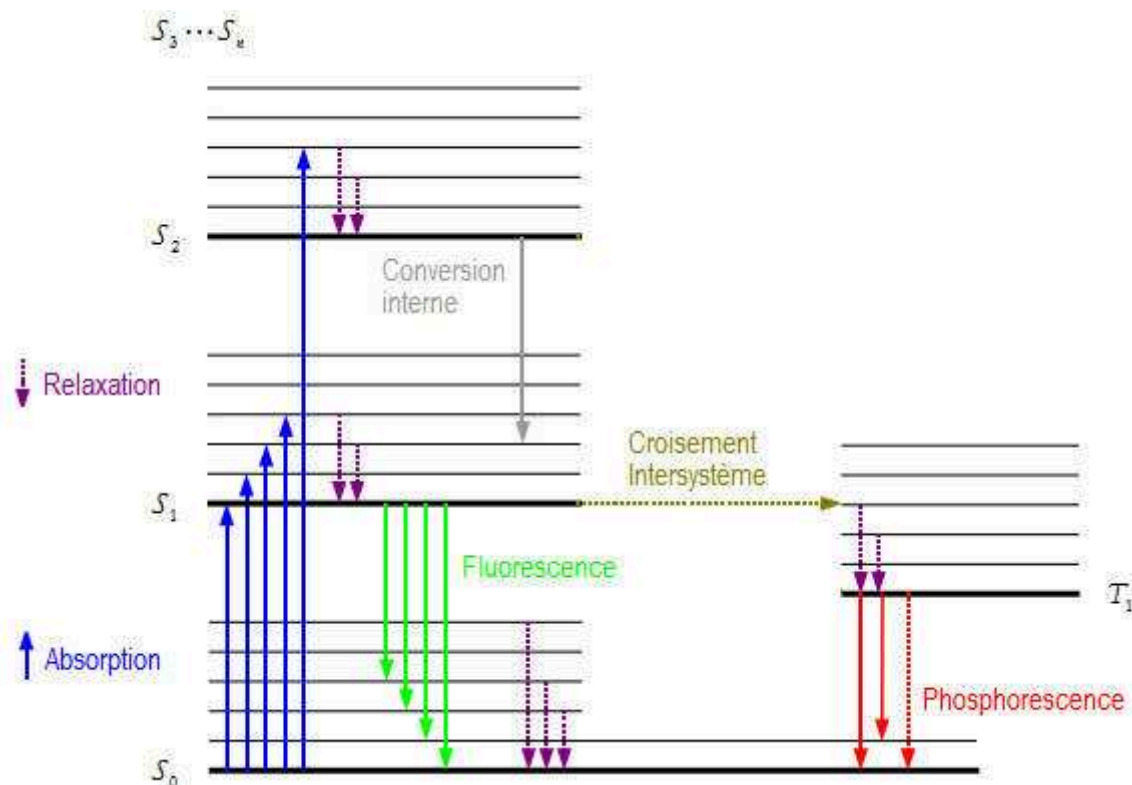 S₃ ⋯ Sₙ
S₂
Conversion
interne
Relaxation
Croisement
Intersystème
S₁
Fluorescence
T₁
Absorption
Phosphorescence
S₀